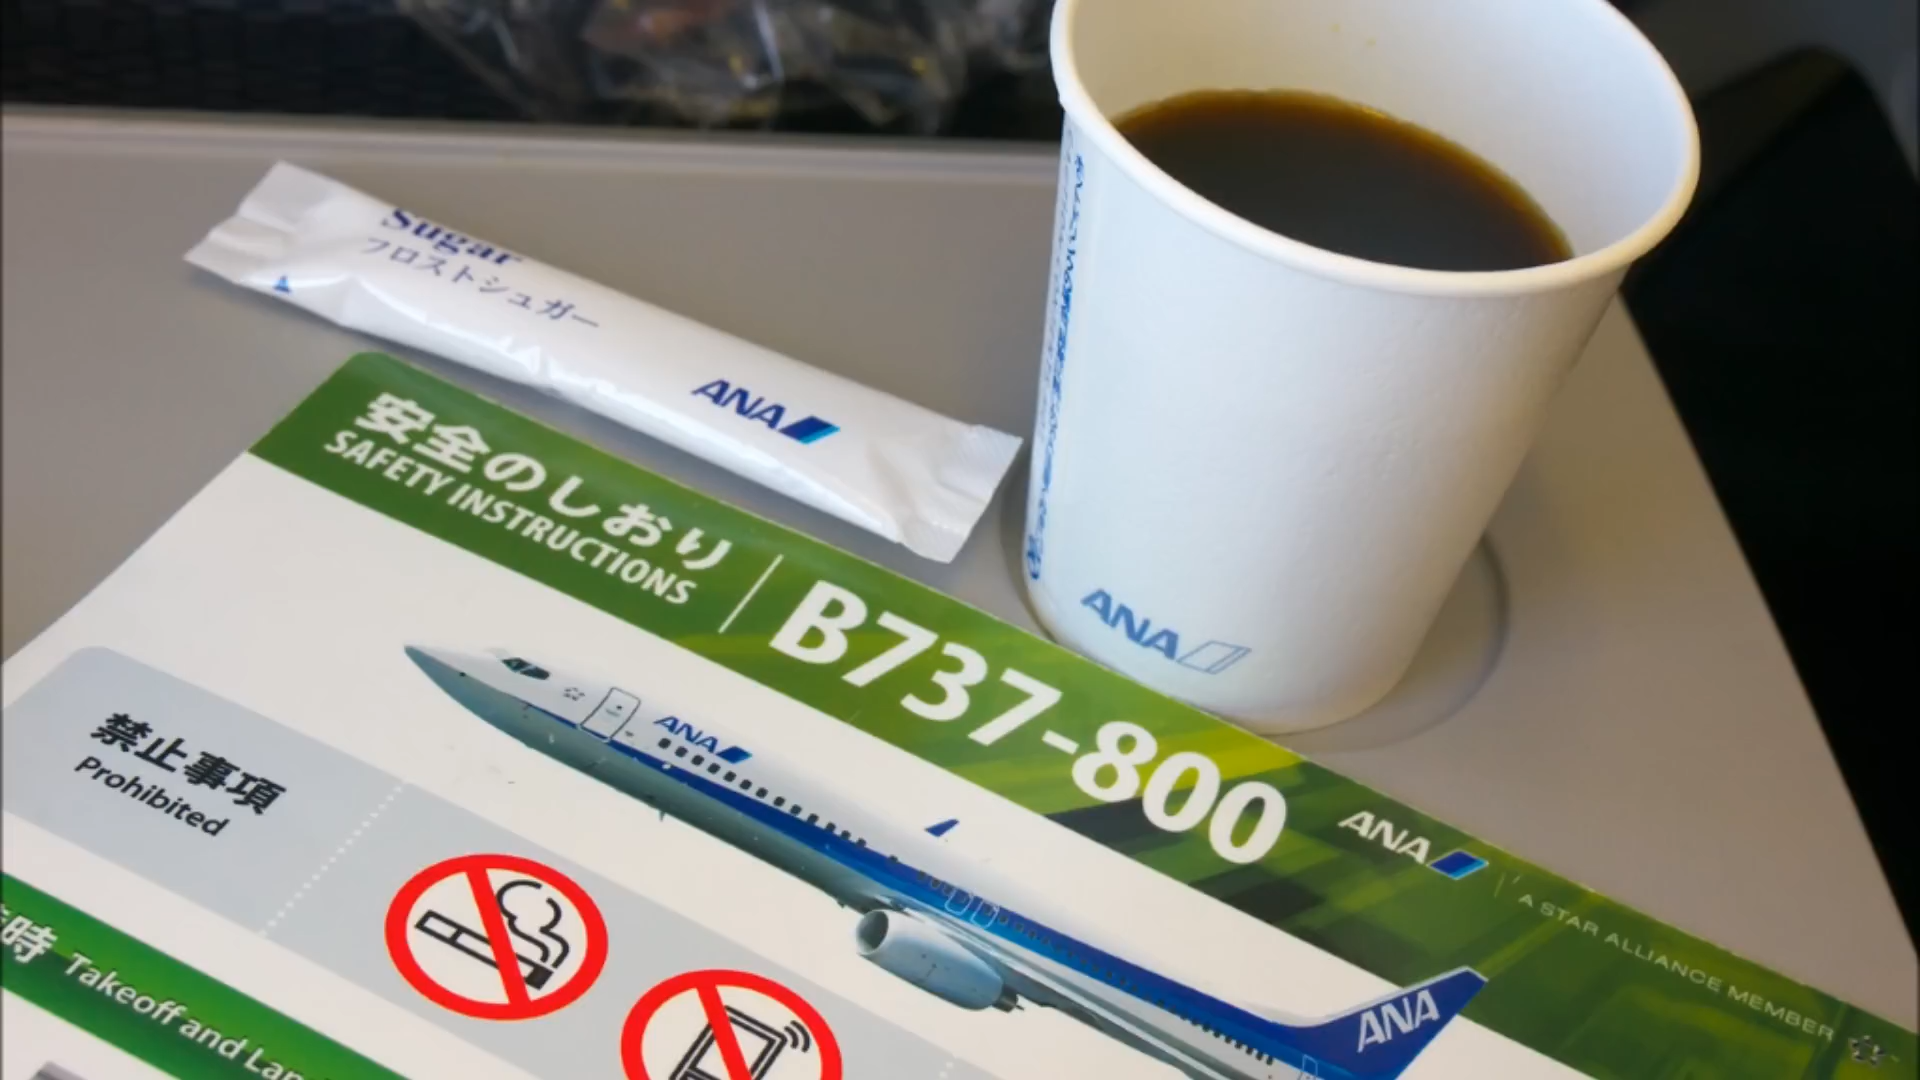 Sugar
フロストシュガー
ANA
ANA
安全のしおり
SAFETY INSTRUCTIONS
B737-800
ANA
A STAR ALLIANCE MEMBER
ANA
ANA
禁止事項
Prohibited
時 Takeoff and